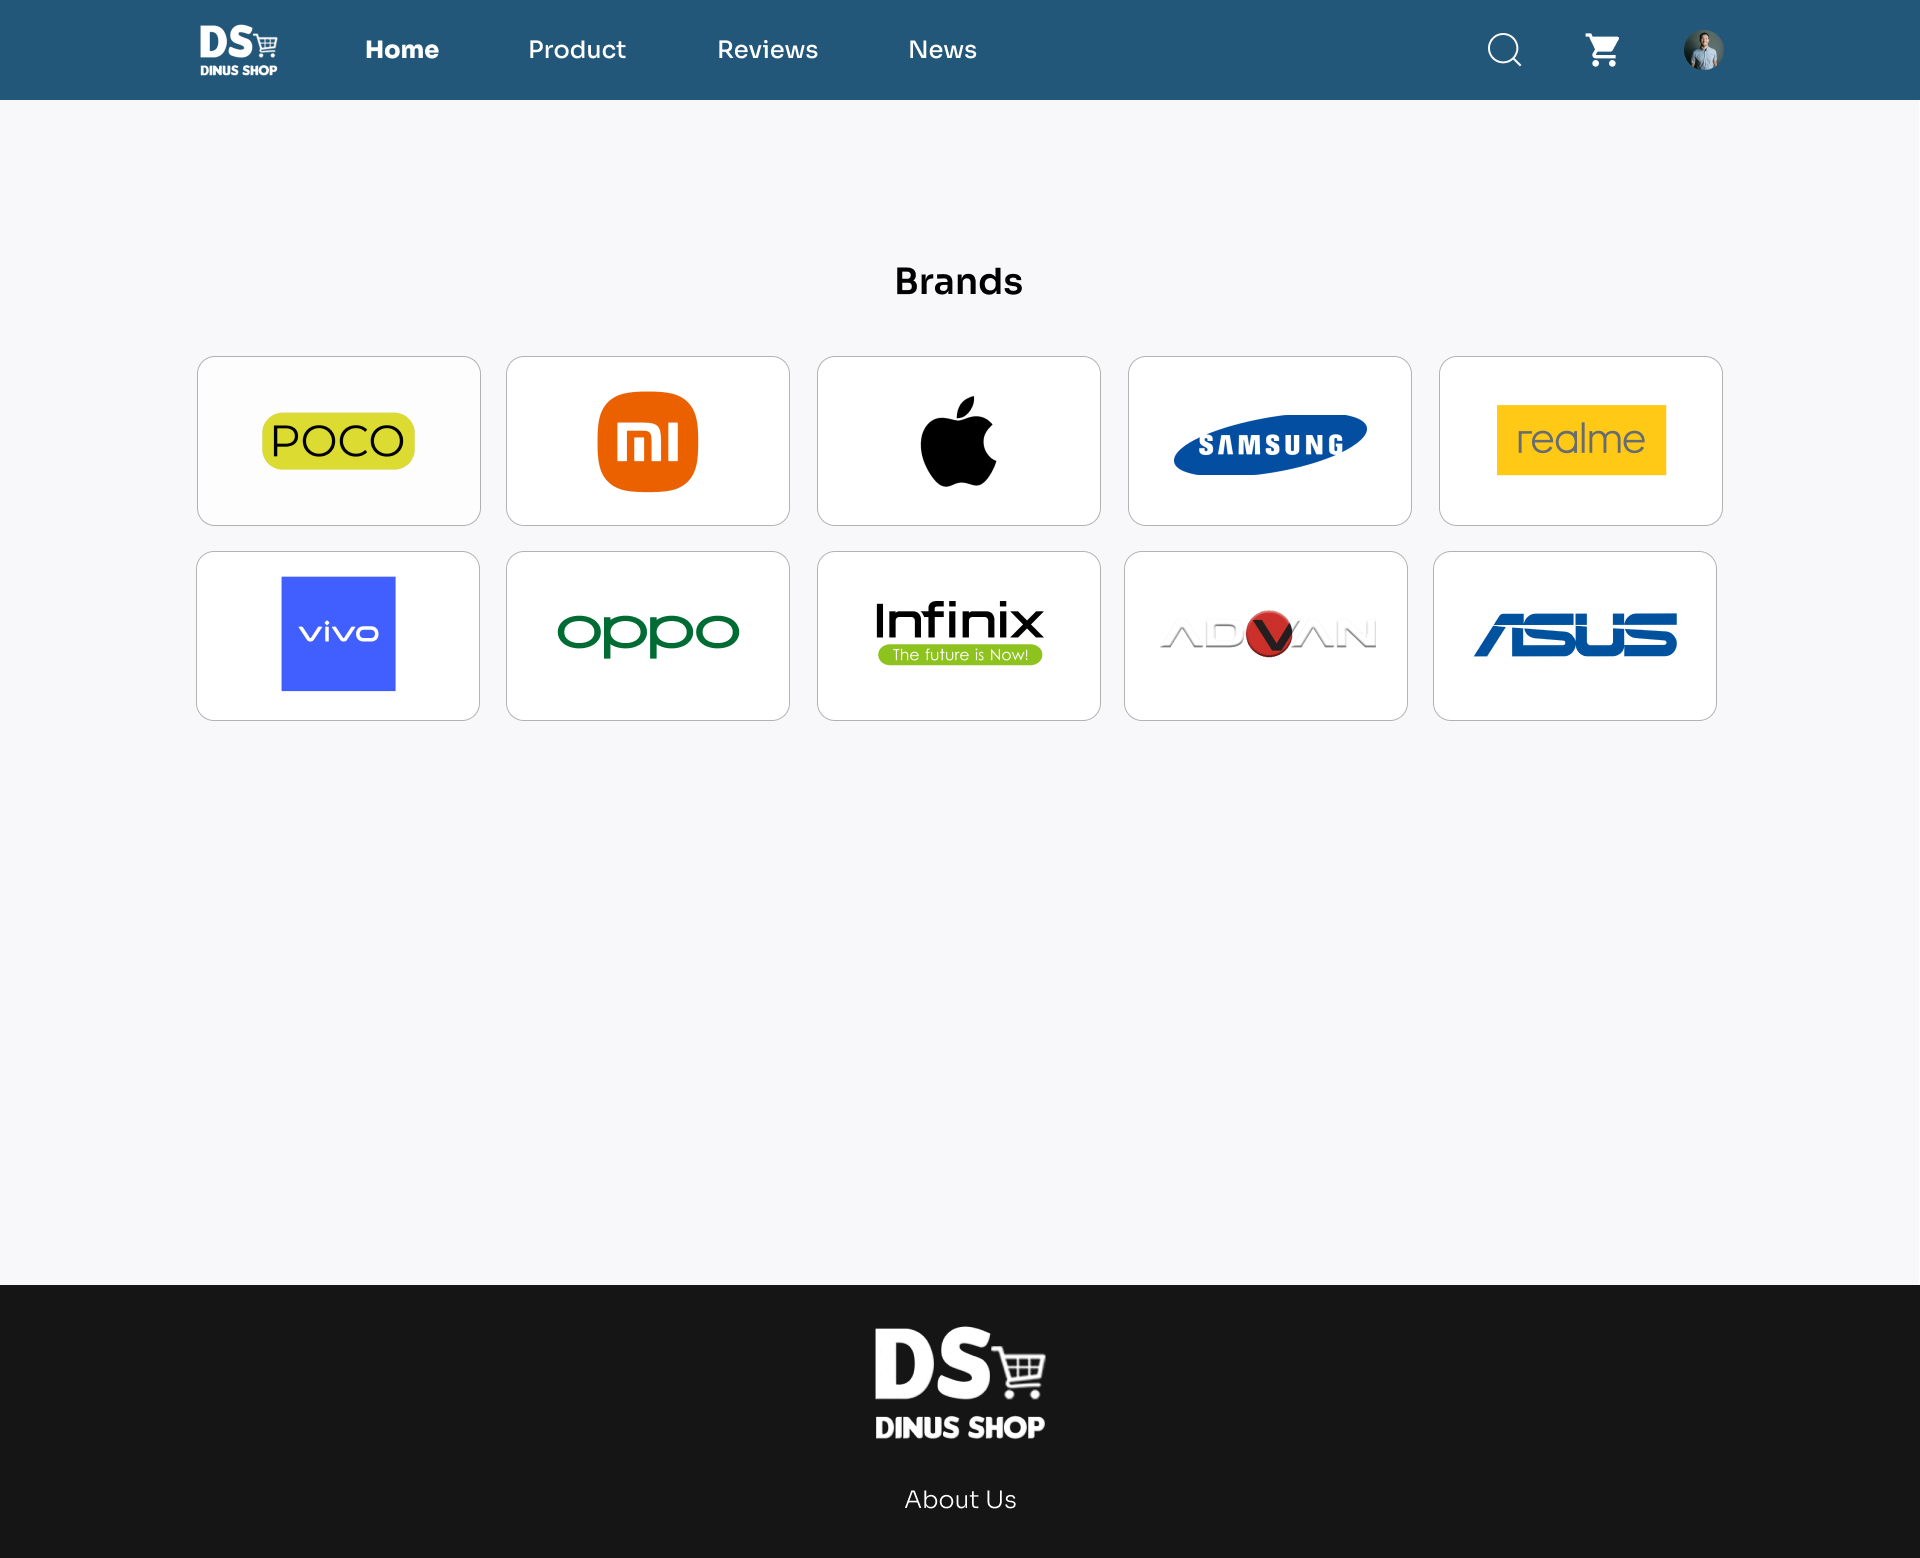 DS
DINUS SHOP
Home
Product
Reviews
News
Brands
POCO
mi
SAMSUNG
realme
vivo
oppo
Infinix
The future is Now!
ADVAN
ASUS
DS
DINUS SHOP
About Us